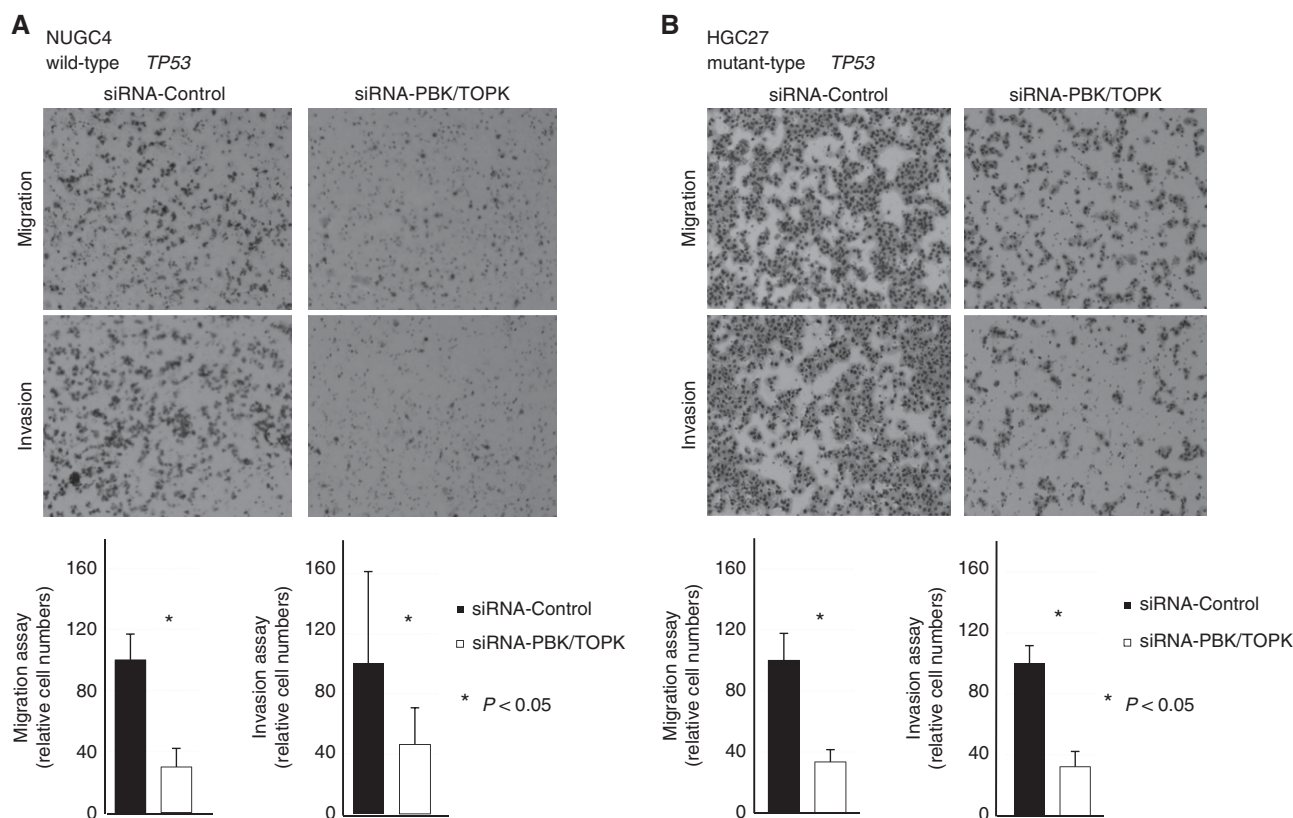 A
NUGC4
wild-type TP53
siRNA-Control siRNA-PBK/TOPK
Migration
Invasion
Migration assay
(relative cell numbers)
160
120
80
40
0
*
Invasion assay
(relative cell numbers)
160
120
80
40
0
*
siRNA-Control
siRNA-PBK/TOPK
* P < 0.05
B
HGC27
mutant-type TP53
siRNA-Control siRNA-PBK/TOPK
Migration
Invasion
Migration assay
(relative cell numbers)
160
120
80
40
0
*
Invasion assay
(relative cell numbers)
160
120
80
40
0
*
siRNA-Control
siRNA-PBK/TOPK
* P < 0.05